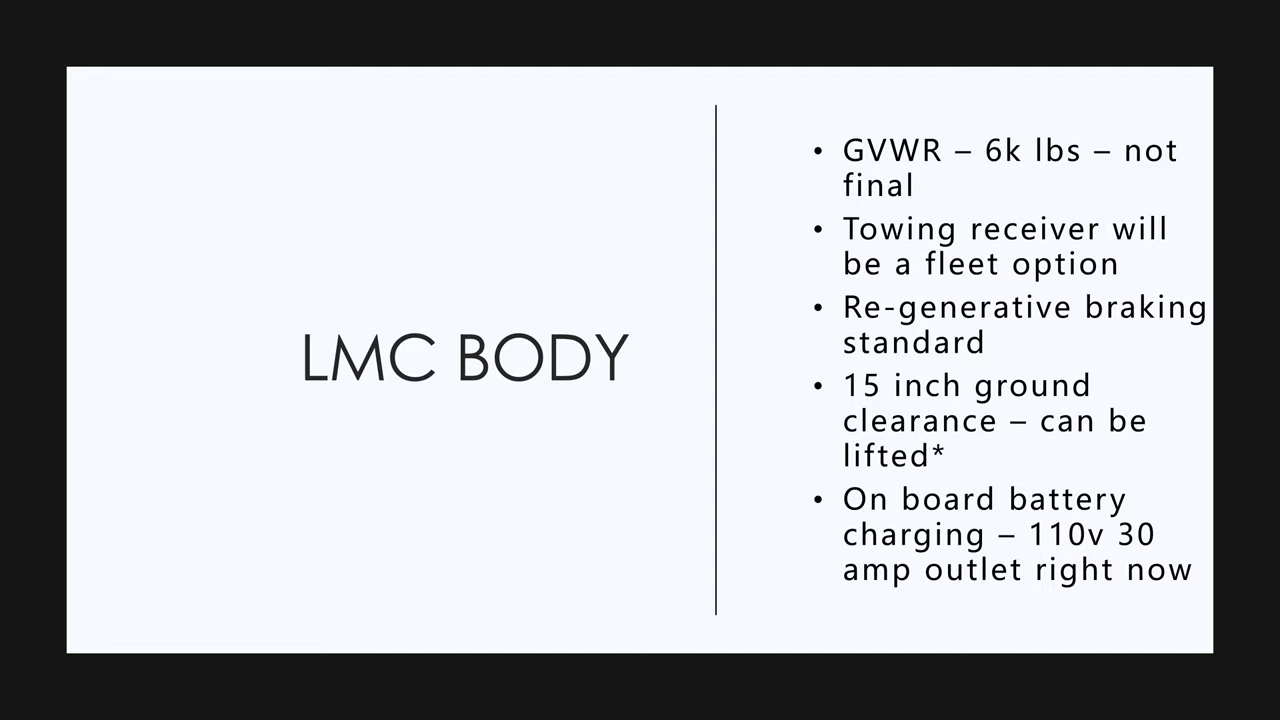 LMC BODY
• GVWR – 6k lbs – not
final
• Towing receiver will
be a fleet option
• Re-generative braking
standard
• 15 inch ground
clearance – can be
lifted*
• On board battery
charging – 110v 30
amp outlet right now